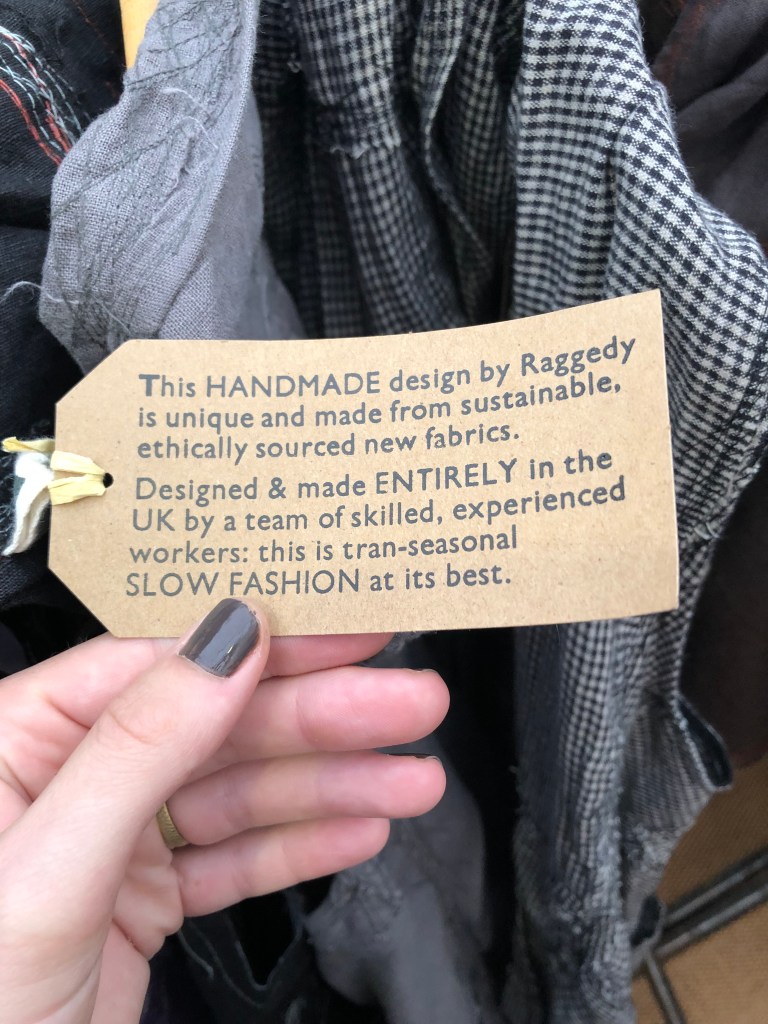 This HANDMADE design by Raggedy
is unique and made from sustainable,
ethically sourced new fabrics.
Designed & made ENTIRELY in the
UK by a team of skilled, experienced
workers: this is tran-seasonal
SLOW FASHION at its best.